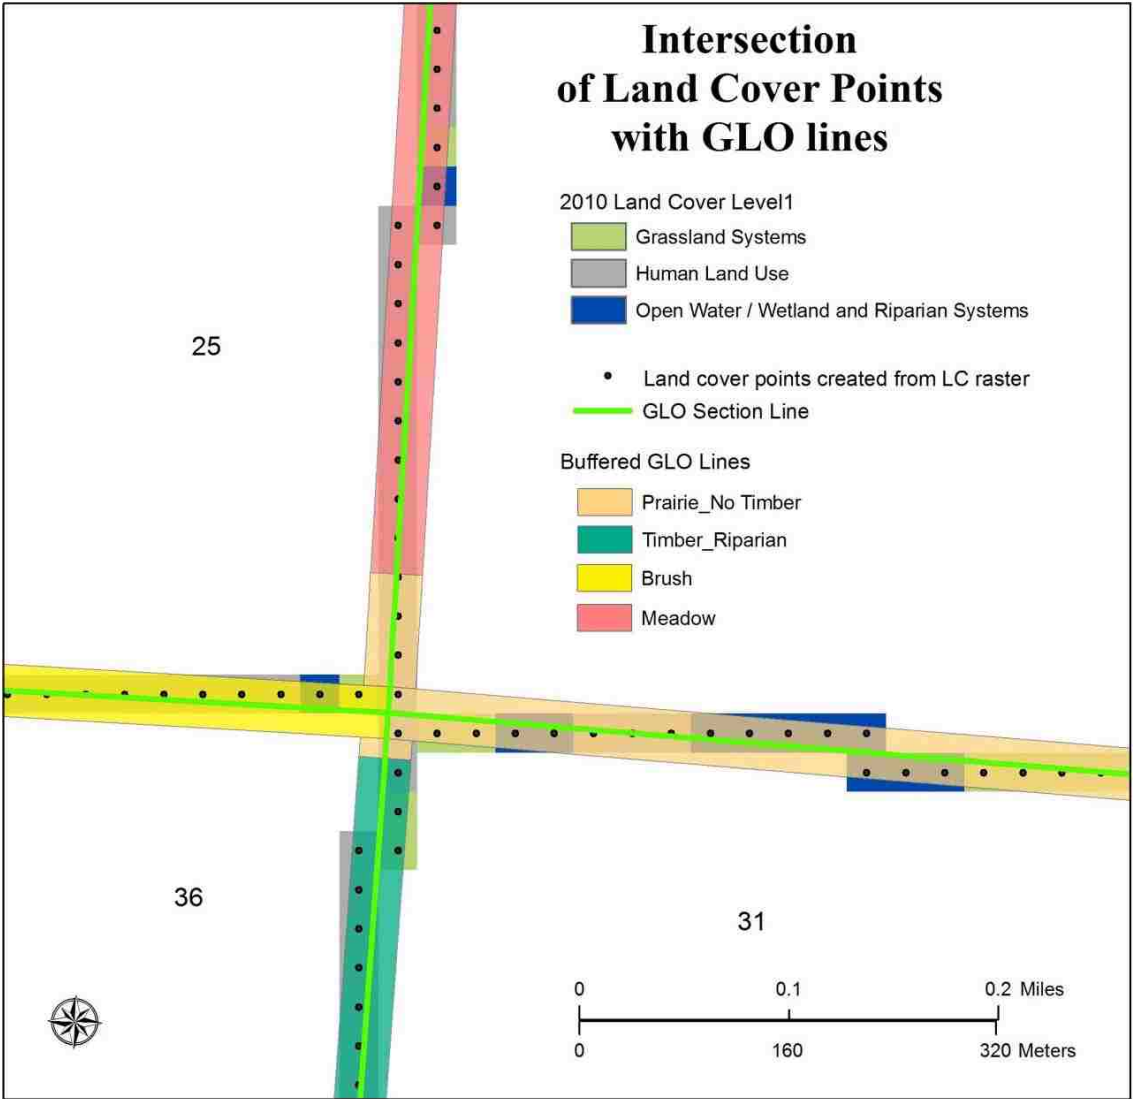 Intersection
of Land Cover Points
with GLO lines
2010 Land Cover Level1
Grassland Systems
Human Land Use
Open Water / Wetland and Riparian Systems
25
Land cover points created from LC raster
GLO Section Line
Buffered GLO Lines
Prairie_No Timber
Timber_Riparian
Brush
Meadow
36
31
0 0.1 0.2 Miles
0 160 320 Meters